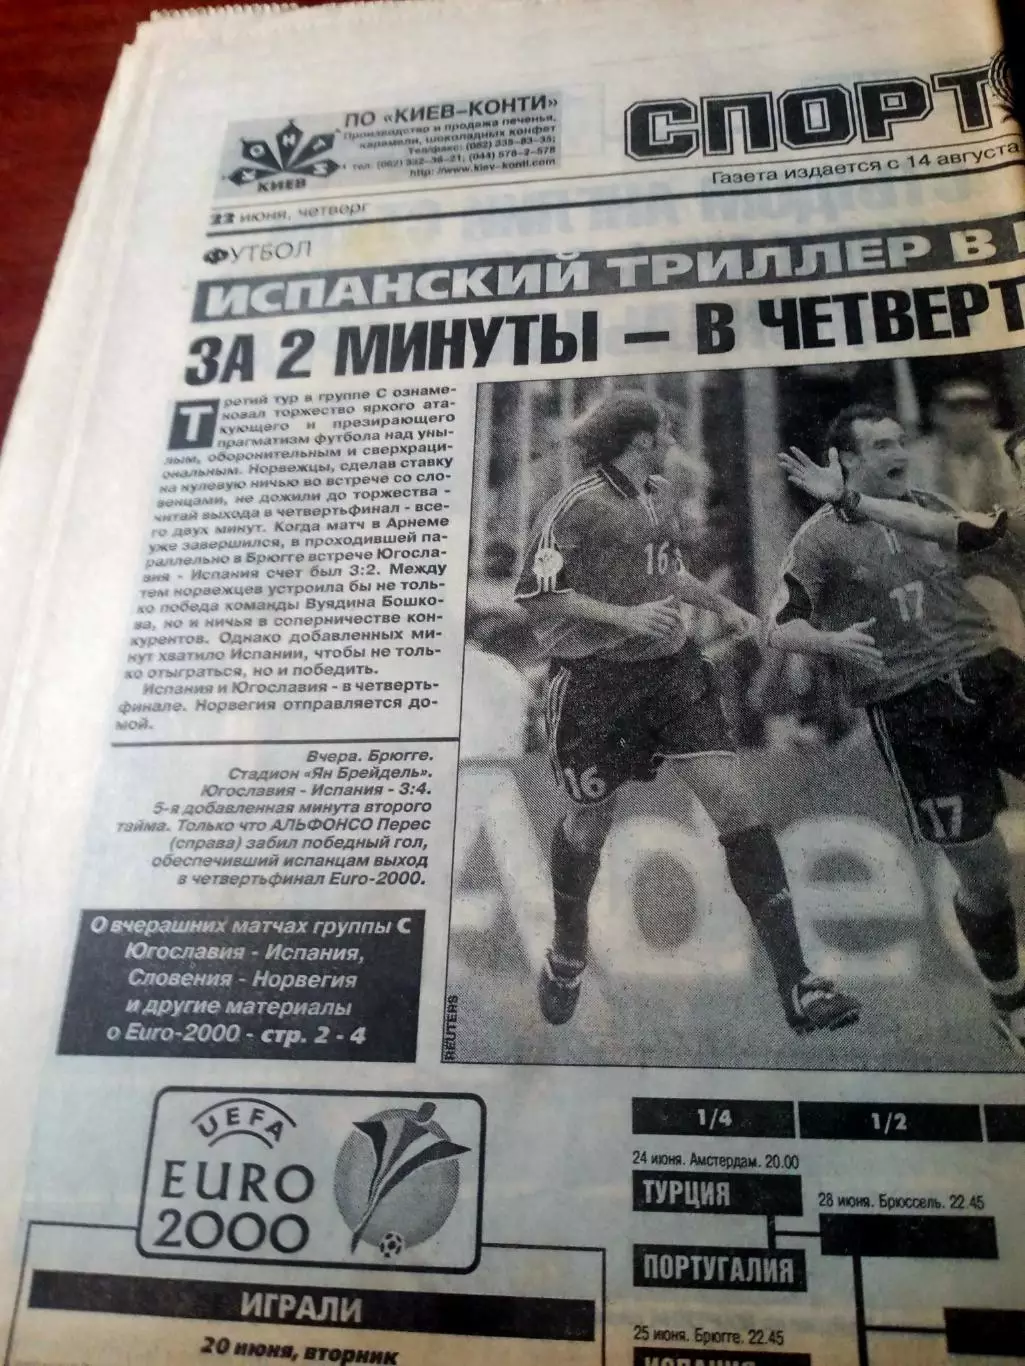 ПО «КИЕВ-КОНТИ»
Производство и продажа печенья,
карамели, шоколадных конфет
Тел/факс: (062) 335-83-35;
тел. (062) 332-36-21; (044) 578-2-578
http://www.kiev-konti.com
КИЕВ
СПОРТ
Газета издается с 14 августа
22 июня, четверг
ФУТБОЛ
ИСПАНСКИЙ ТРИЛЛЕР В
ЗА 2 МИНУТЫ – В ЧЕТВЕРТ
Третий тур в группе С ознаме-
новал торжество яркого ата-
кующего и презирающего
прагматизм футбола над уны-
лым, оборонительным и сверхраци-
ональным. Норвежцы, сделав ставку
на нулевую ничью во встрече со сло-
венцами, не дожили до торжества -
читай выхода в четвертьфинал - все-
го двух минут. Когда матч в Арнеме
уже завершился, в проходившей па-
раллельно в Брюгге встрече Югосла-
вия - Испания счет был 3:2. Между
тем норвежцев устроила бы не толь-
ко победа команды Вуядина Бошко-
ва, но и ничья в соперничестве кон-
курентов. Однако добавленных ми-
нут хватило Испании, чтобы не толь-
ко отыграться, но и победить.
Испания и Югославия - в четверть-
финале. Норвегия отправляется до-
мой.
Вчера. Брюгге.
Стадион «Ян Брейдель».
Югославия - Испания - 3:4.
5-я добавленная минута второго
тайма. Только что АЛЬФОНСО Перес
(справа) забил победный гол,
обеспечивший испанцам выход
в четвертьфинал Euro-2000.
О вчерашних матчах группы С
Югославия - Испания,
Словения - Норвегия
и другие материалы
о Euro-2000 - стр. 2 - 4
16
16
17
17
REUTERS
UEFA
EURO
2000
ИГРАЛИ
20 июня, вторник
1/4
1/2
24 июня. Амстердам. 20.00
ТУРЦИЯ
28 июня. Брюссель. 22.45
ПОРТУГАЛИЯ
25 июня. Брюгге. 22.45
ИСПАНИЯ